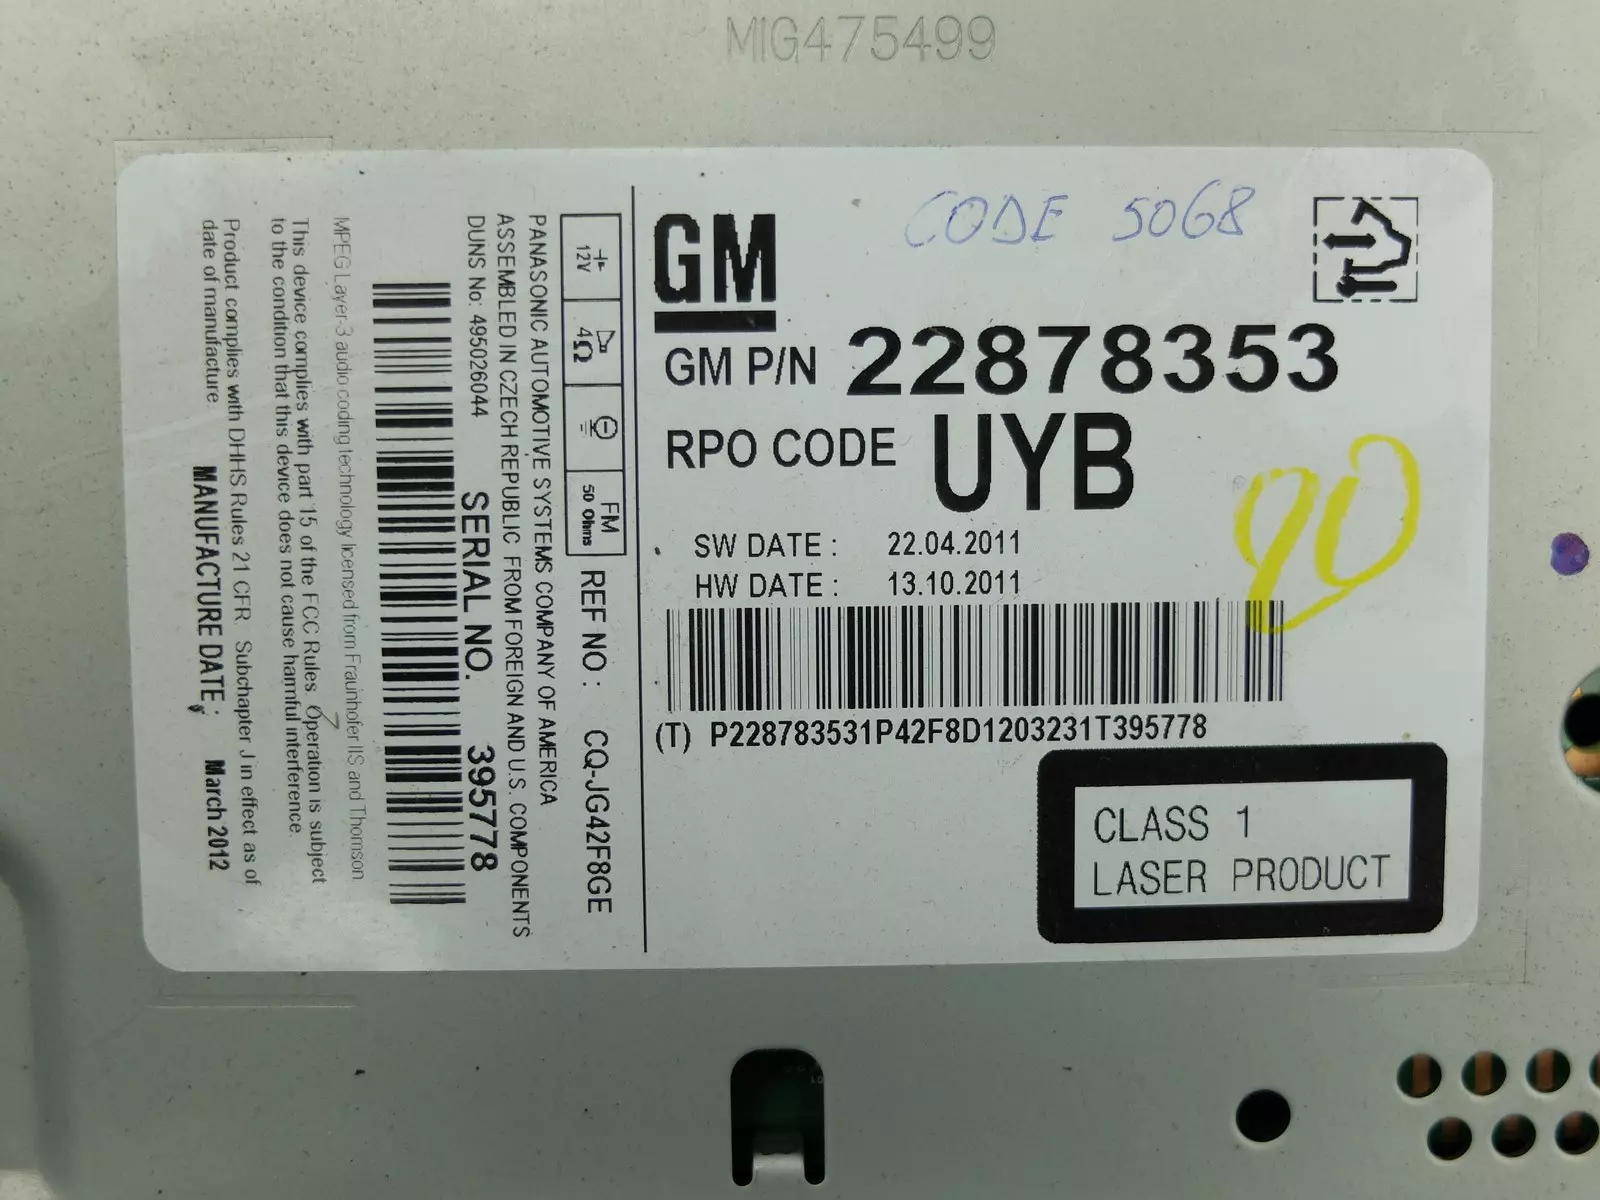 MIG475499
CODE 5068
GM
GM P/N 22878353
RPO CODE UYB
SW DATE : 22.04.2011
HW DATE : 13.10.2011
90
(T) P228783531P42F8D1203231T395778
CLASS 1
LASER PRODUCT
12V
4Ω
FM
50 Ohms
REF NO : CQ-JG42F8GE
PANASONIC AUTOMOTIVE SYSTEMS COMPANY OF AMERICA
ASSEMBLED IN CZECH REPUBLIC FROM FOREIGN AND U.S. COMPONENTS
DUNS No: 495026044
SERIAL NO. 395778
MPEG Layer-3 audio coding technology licensed from Fraunhofer IIS and Thomson
This device complies with part 15 of the FCC Rules. Operation is subject
to the condition that this device does not cause harmful interference.
Product complies with DHHS Rules 21 CFR Subchapter J in effect as of
date of manufacture.
MANUFACTURE DATE : March 2012